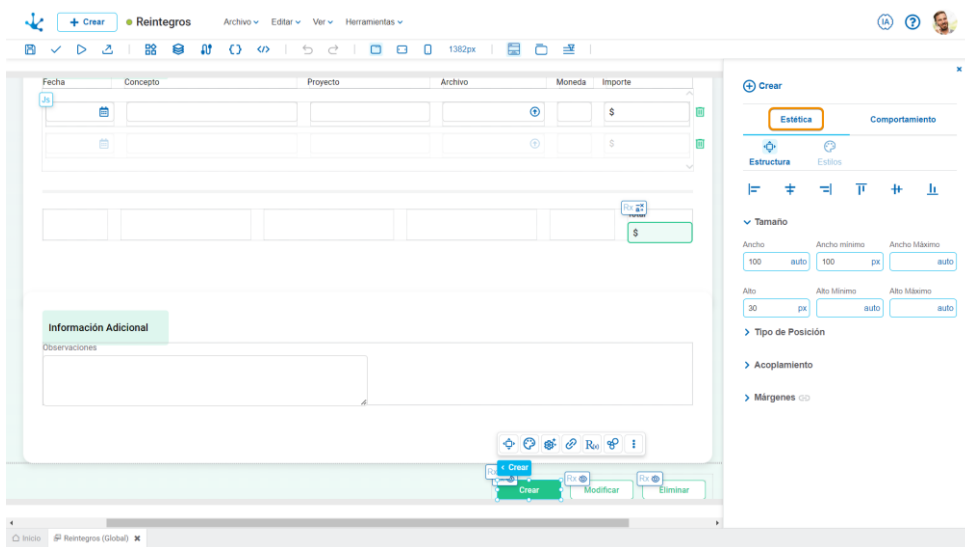 Crear
Reintegros
Archivo
Editar
Ver
Herramientas
IA
?
1382px
Fecha
Concepto
Proyecto
Archivo
Moneda
Importe
Js
$
$
Rx
Total
$
Información Adicional
Observaciones
R(x)
Crear
Rx
Rx
Rx
Crear
Modificar
Eliminar
Inicio
Reintegros (Global)
Crear
Estética
Comportamiento
Estructura
Estilos
Tamaño
Ancho
Ancho mínimo
Ancho Máximo
100 auto
100 px
auto
Alto
Alto Mínimo
Alto Máximo
30 px
auto
auto
Tipo de Posición
Acoplamiento
Márgenes